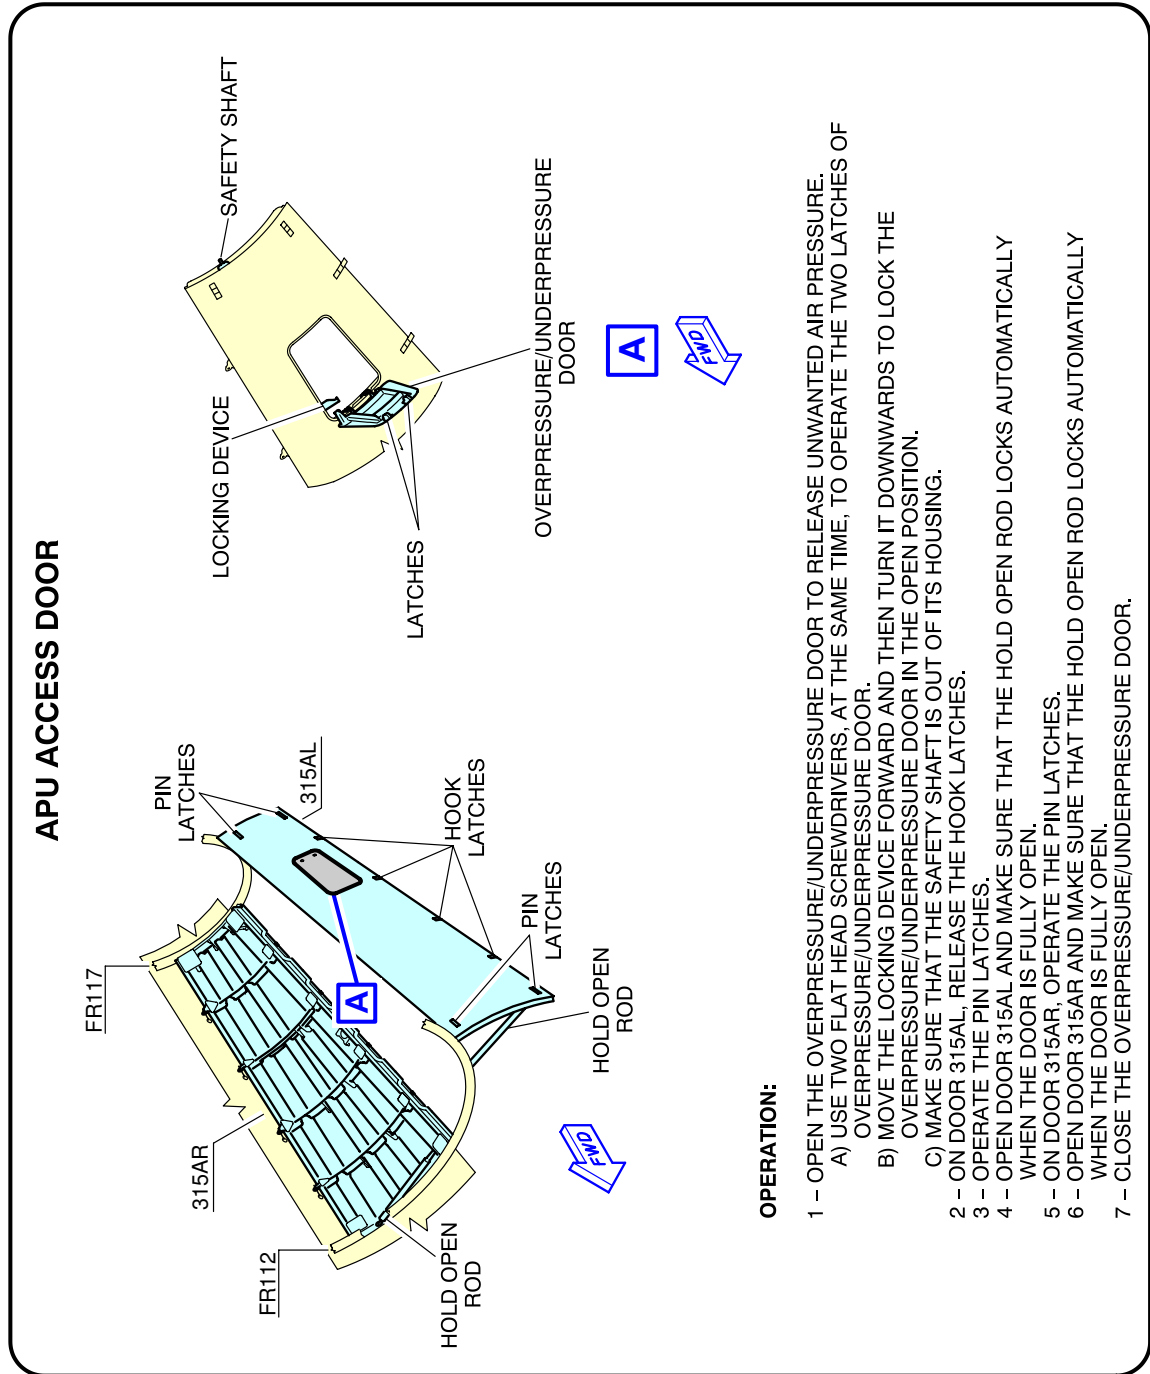 APU ACCESS DOOR
FR117
PIN
LATCHES
315AL
315AR
A
HOOK
LATCHES
FR112
PIN
LATCHES
HOLD OPEN
ROD
HOLD OPEN
ROD
FWD
SAFETY SHAFT
LOCKING DEVICE
LATCHES
OVERPRESSURE/UNDERPRESSURE
DOOR
A
FWD
OPERATION:
1 – OPEN THE OVERPRESSURE/UNDERPRESSURE DOOR TO RELEASE UNWANTED AIR PRESSURE.
A) USE TWO FLAT HEAD SCREWDRIVERS, AT THE SAME TIME, TO OPERATE THE TWO LATCHES OF
OVERPRESSURE/UNDERPRESSURE DOOR.
B) MOVE THE LOCKING DEVICE FORWARD AND THEN TURN IT DOWNWARDS TO LOCK THE
OVERPRESSURE/UNDERPRESSURE DOOR IN THE OPEN POSITION.
C) MAKE SURE THAT THE SAFETY SHAFT IS OUT OF ITS HOUSING.
2 – ON DOOR 315AL, RELEASE THE HOOK LATCHES.
3 – OPERATE THE PIN LATCHES.
4 – OPEN DOOR 315AL AND MAKE SURE THAT THE HOLD OPEN ROD LOCKS AUTOMATICALLY
WHEN THE DOOR IS FULLY OPEN.
5 – ON DOOR 315AR, OPERATE THE PIN LATCHES.
6 – OPEN DOOR 315AR AND MAKE SURE THAT THE HOLD OPEN ROD LOCKS AUTOMATICALLY
WHEN THE DOOR IS FULLY OPEN.
7 – CLOSE THE OVERPRESSURE/UNDERPRESSURE DOOR.